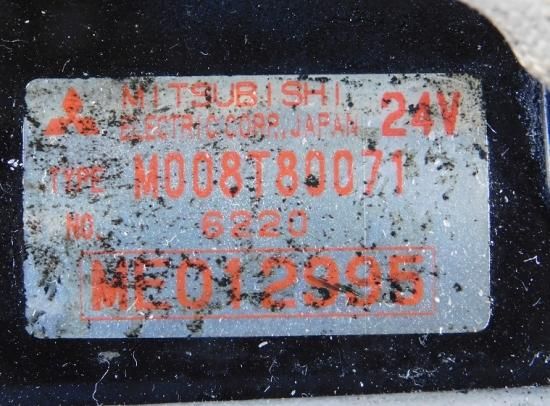 MITSUBISHI
ELECTRIC CORP. JAPAN 24V
TYPE M008T80071
NO. 6220
ME012995